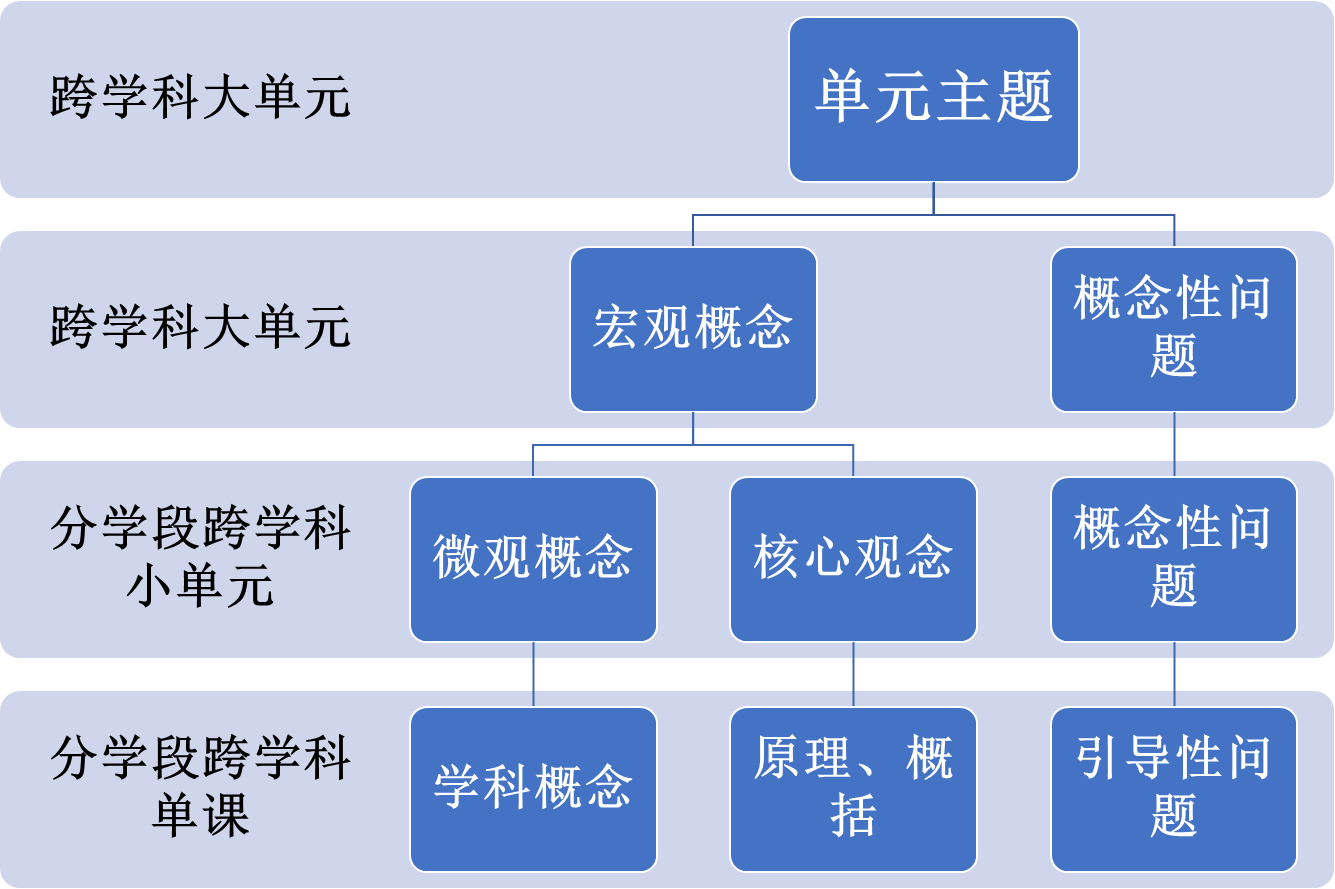 跨学科大单元
单元主题
跨学科大单元
宏观概念
概念性问
题
分学段跨学科
小单元
微观概念
核心观念
概念性问
题
分学段跨学科
单课
学科概念
原理、概
括
引导性问
题